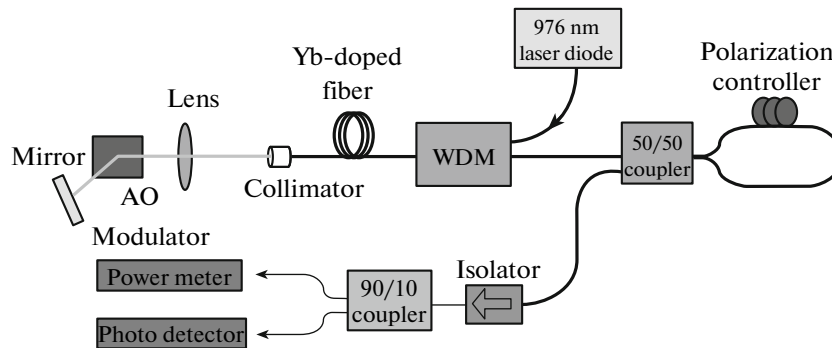 976 nm
laser diode
Polarization
controller
Yb-doped
fiber
Lens
Mirror
AO
Modulator
Collimator
WDM
50/50
coupler
Isolator
90/10
coupler
Power meter
Photo detector